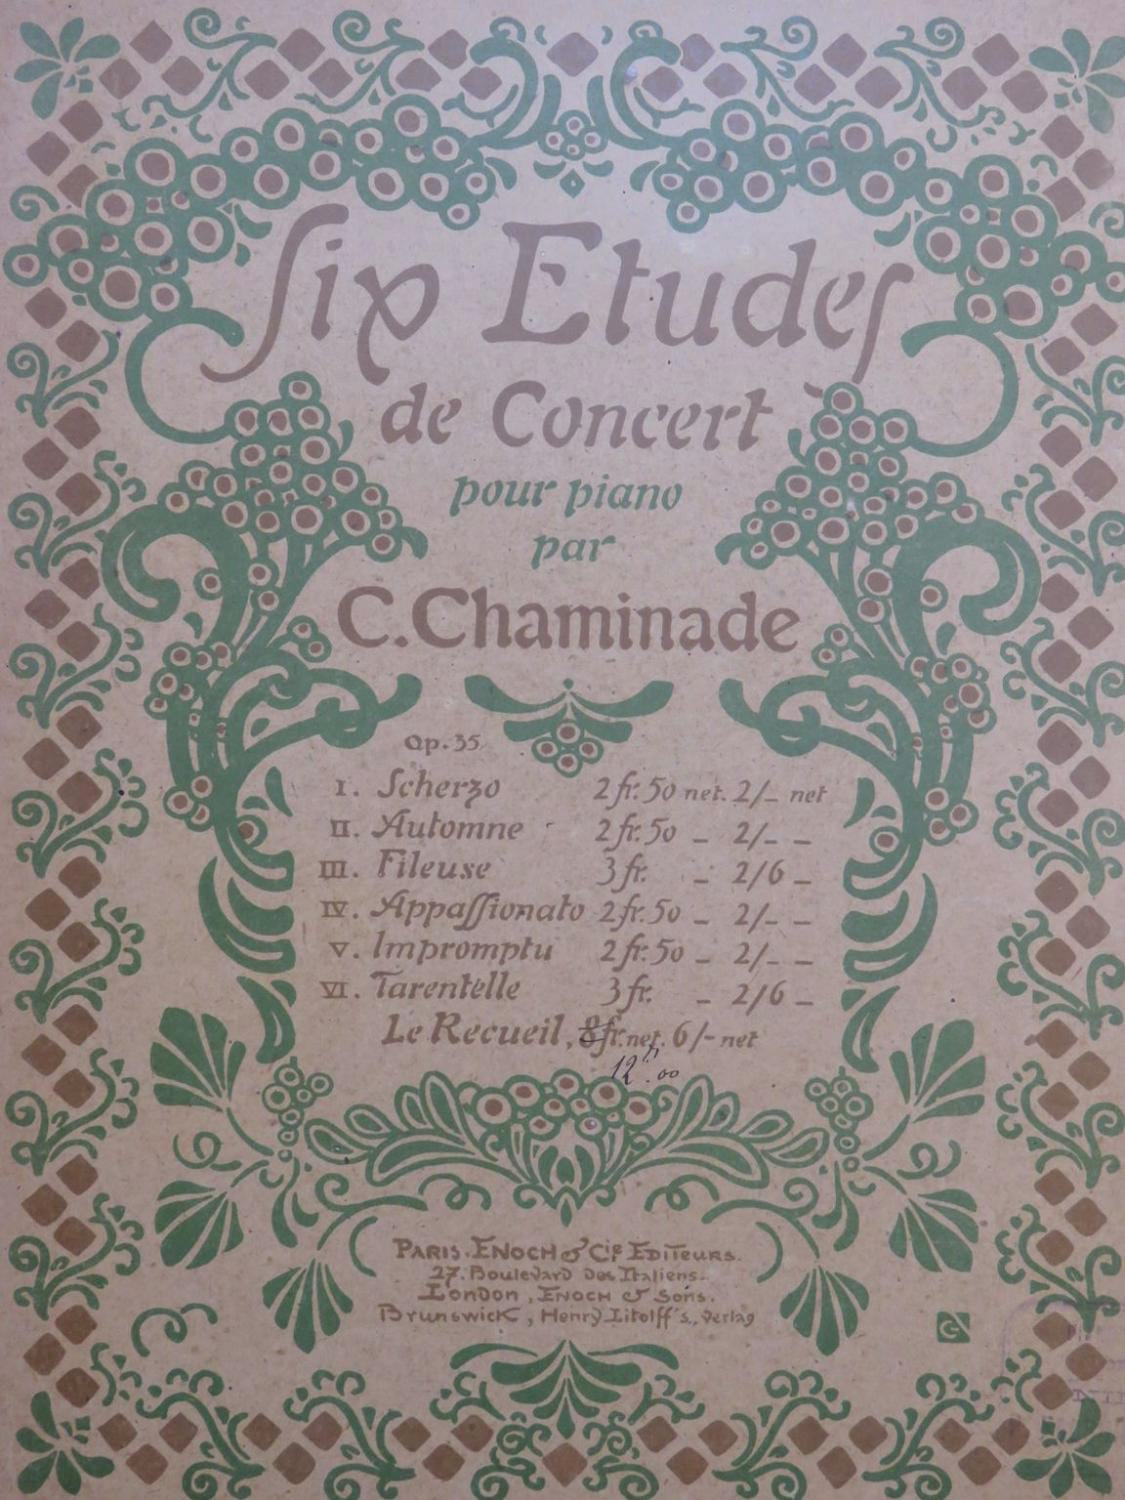 Six Etudes
de Concert
pour piano
par
C. Chaminade
Op. 35.
I. Scherzo 2 fr. 50 net. 2/- net
II. Automne 2 fr. 50 - 2/- -
III. Fileuse 3 fr. - 2/6 -
IV. Appassionato 2 fr. 50 - 2/- -
V. Impromptu 2 fr. 50 - 2/- -
VI. Tarentelle 3 fr. - 2/6 -
Le Recueil, 8 fr. net. 6/- net
12 00
Paris. Enoch & Cie Editeurs.
27. Boulevard des Italiens.
London, Enoch & Sons.
Brunswick, Henry Litolff's, Verlag